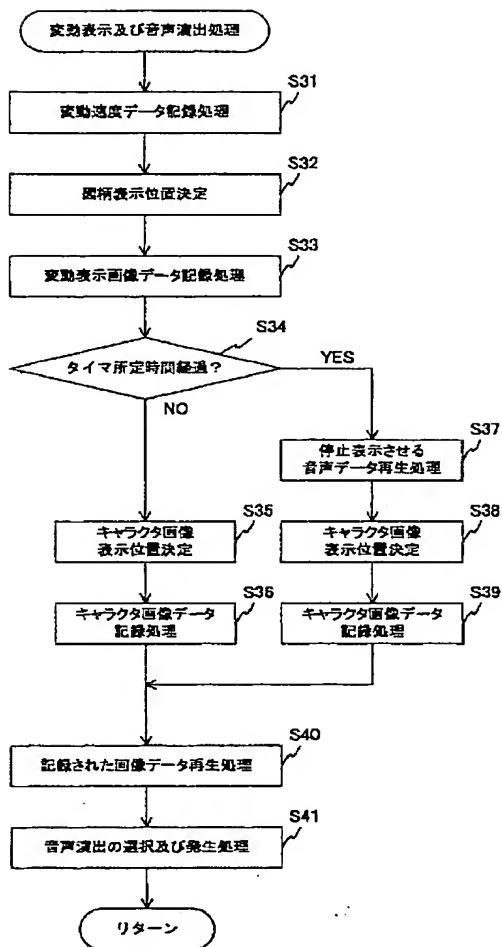 変動表示及び音声演出処理
S31
変動速度データ記録処理
S32
図柄表示位置決定
S33
変動表示画像データ記録処理
S34
タイマ所定時間経過?
YES
NO
S37
停止表示させる
音声データ再生処理
S35
キャラクタ画像
表示位置決定
S38
キャラクタ画像
表示位置決定
S36
キャラクタ画像データ
記録処理
S39
キャラクタ画像データ
記録処理
S40
記録された画像データ再生処理
S41
音声演出の選択及び発生処理
リターン